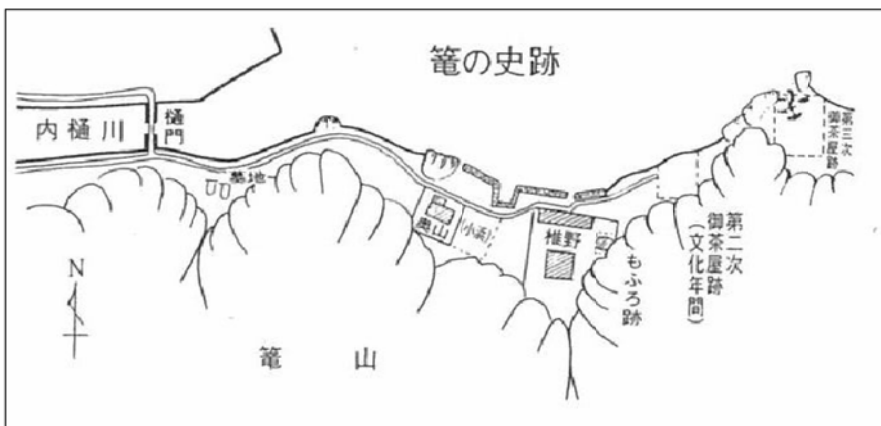 篭の史跡
内樋川
樋門
墓地
奥山
(小浜)
椎野
もふろ跡
第二次
御茶屋跡
(文化年間)
第三次
御茶屋跡
N
篭山